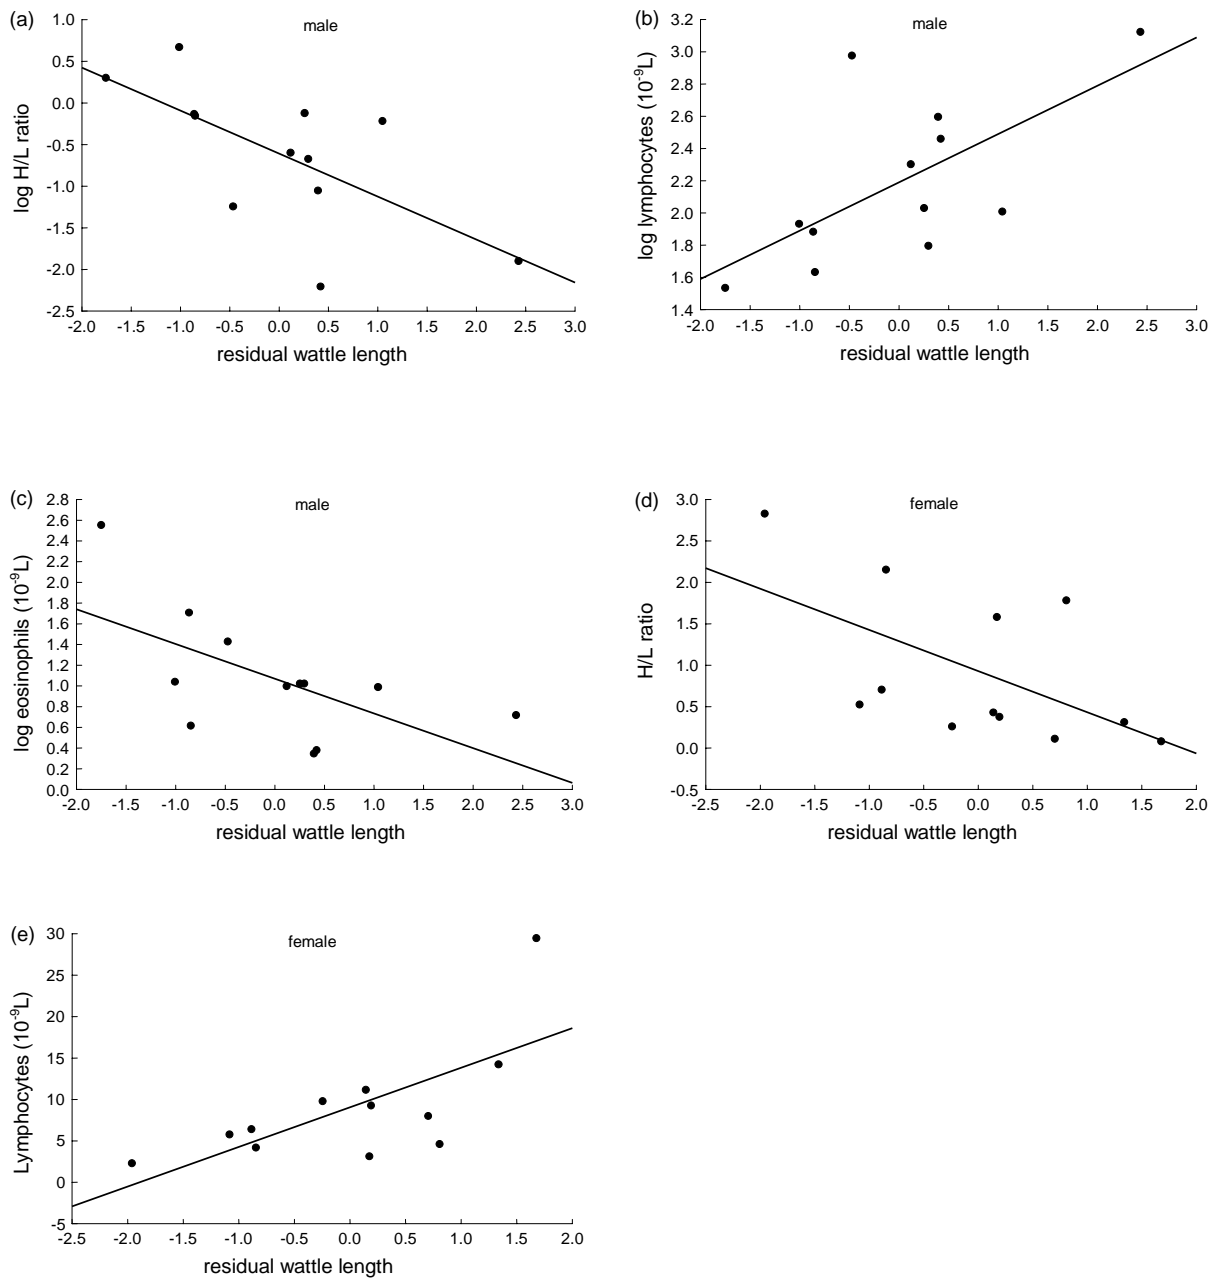 (a)
male
1.0
0.5
0.0
-0.5
-1.0
-1.5
-2.0
-2.5
log H/L ratio
-2.0 -1.5 -1.0 -0.5 0.0 0.5 1.0 1.5 2.0 2.5 3.0
residual wattle length
(b)
male
3.2
3.0
2.8
2.6
2.4
2.2
2.0
1.8
1.6
1.4
log lymphocytes (10-9L)
-2.0 -1.5 -1.0 -0.5 0.0 0.5 1.0 1.5 2.0 2.5 3.0
residual wattle length
(c)
male
2.8
2.6
2.4
2.2
2.0
1.8
1.6
1.4
1.2
1.0
0.8
0.6
0.4
0.2
0.0
log eosinophils (10-9L)
-2.0 -1.5 -1.0 -0.5 0.0 0.5 1.0 1.5 2.0 2.5 3.0
residual wattle length
(d)
female
3.0
2.5
2.0
1.5
1.0
0.5
0.0
-0.5
H/L ratio
-2.5 -2.0 -1.5 -1.0 -0.5 0.0 0.5 1.0 1.5 2.0
residual wattle length
(e)
female
30
25
20
15
10
5
0
-5
Lymphocytes (10-9L)
-2.5 -2.0 -1.5 -1.0 -0.5 0.0 0.5 1.0 1.5 2.0
residual wattle length